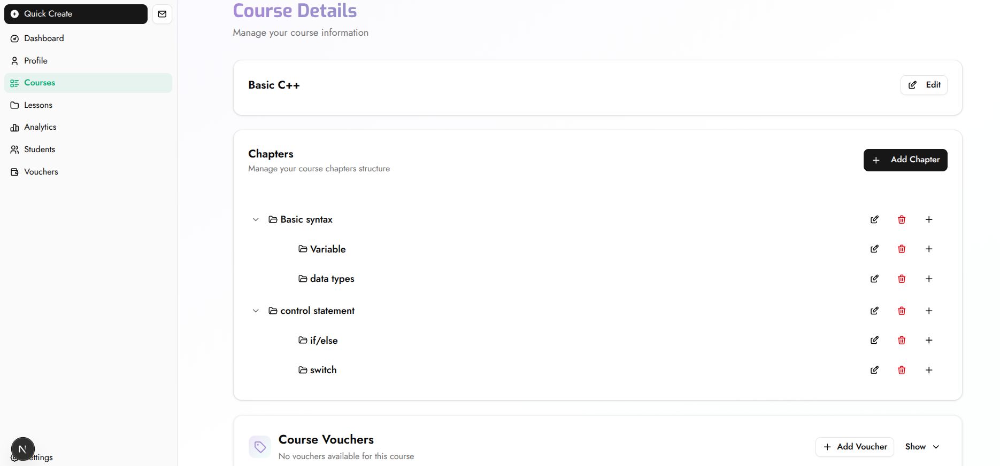 Quick Create
Dashboard
Profile
Courses
Lessons
Analytics
Students
Vouchers
N
ettings
Course Details
Manage your course information
Basic C++
Edit
Chapters
Manage your course chapters structure
Add Chapter
Basic syntax
Variable
data types
control statement
if/else
switch
Course Vouchers
No vouchers available for this course
Add Voucher
Show